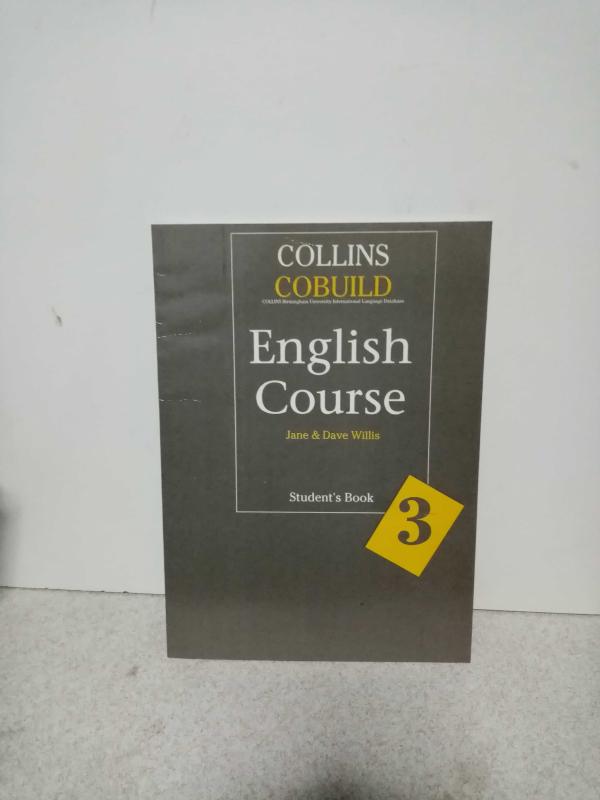 COLLINS
COBUILD
COLLINS Birmingham University International Language Database
English
Course
Jane & Dave Willis
Student's Book
3